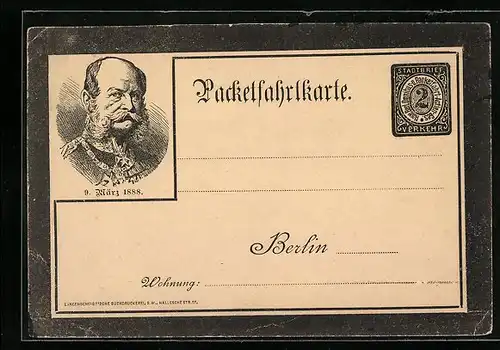 Packetfahrtkarte.
STADTBRIEF
2
VERKEHR
9. März 1888.
Berlin
Wohnung: